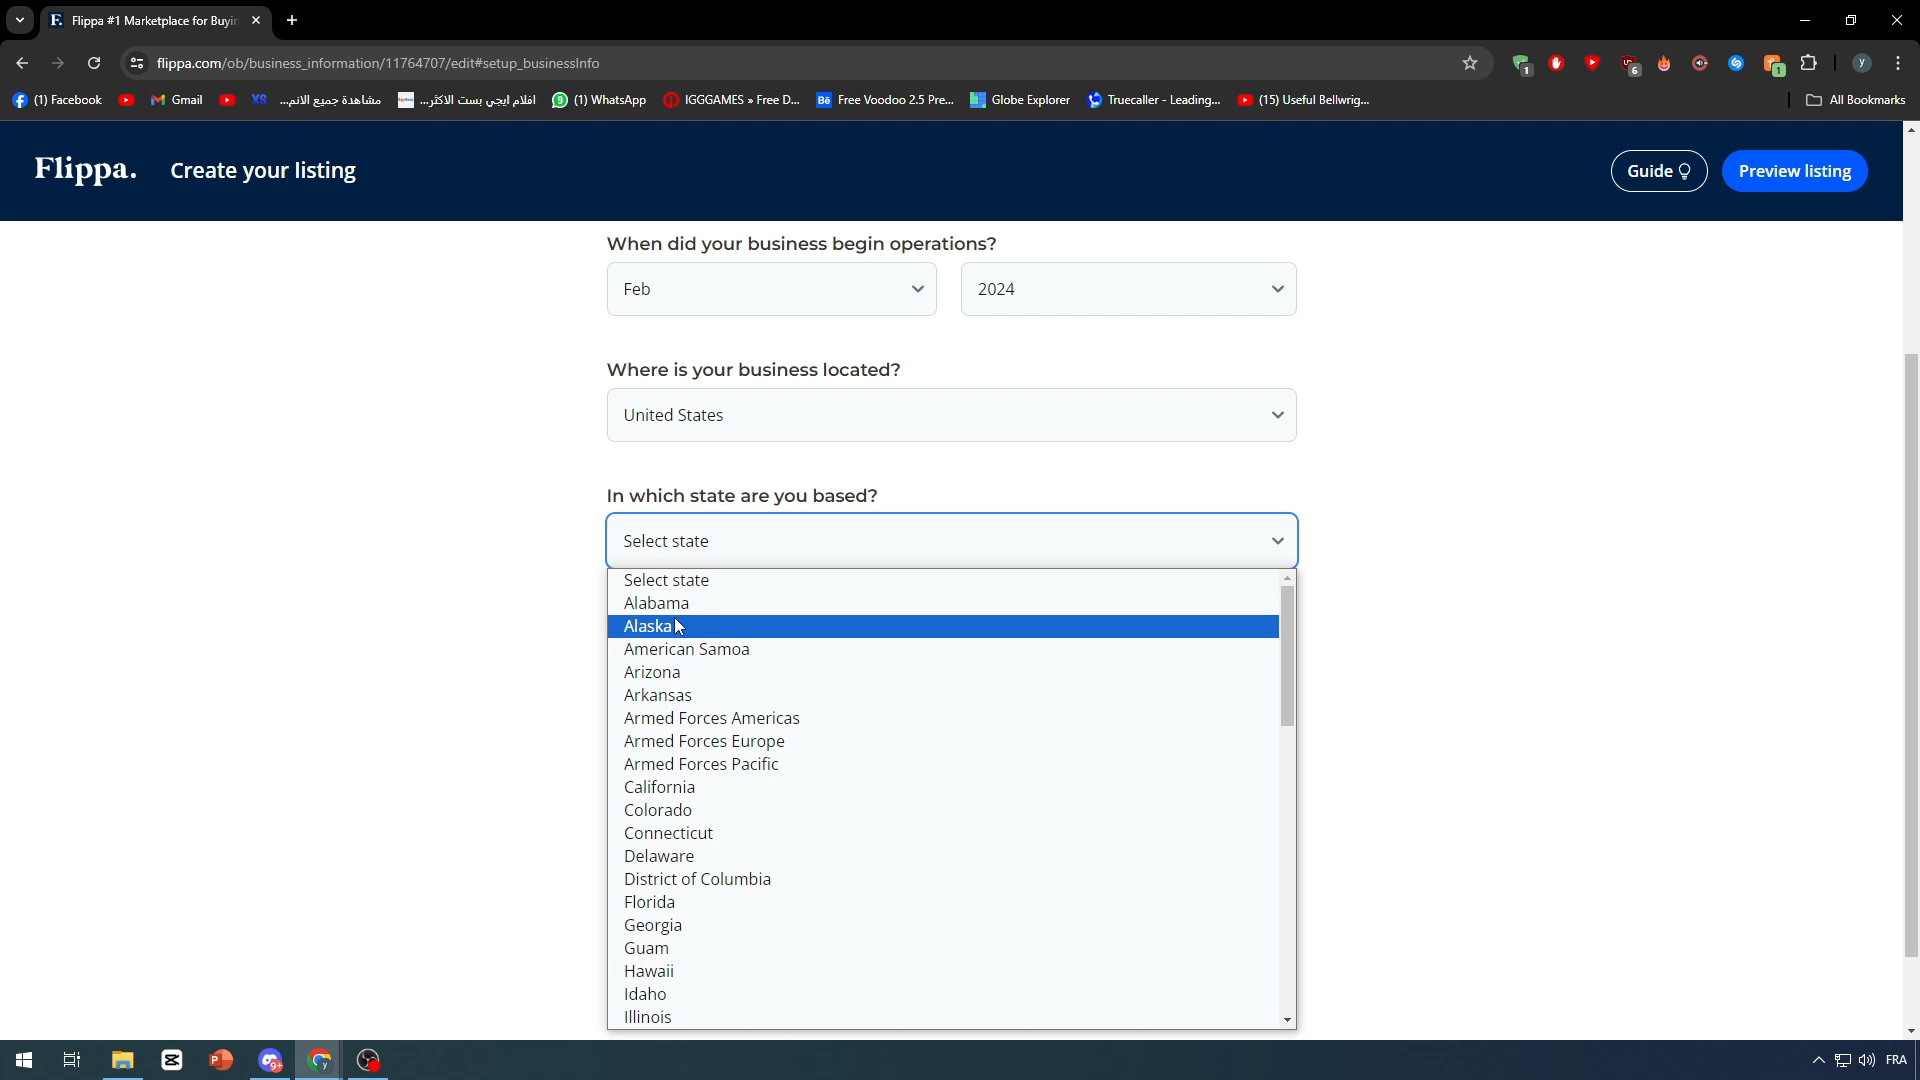 Flippa #1 Marketplace for Buyin
flippa.com/ob/business_information/11764707/edit#setup_businessInfo
1
6
1
y
(1) Facebook
Gmail
XS
مشاهدة جميع الانم...
افلام ايجي بست الاكثر...
(1) WhatsApp
IGGGAMES » Free D...
Free Voodoo 2.5 Pre...
Globe Explorer
Truecaller - Leading...
(15) Useful Bellwrig...
All Bookmarks
Flippa.
Create your listing
Guide
Preview listing
When did your business begin operations?
Feb
2024
Where is your business located?
United States
In which state are you based?
Select state
Select state
Alabama
Alaska
American Samoa
Arizona
Arkansas
Armed Forces Americas
Armed Forces Europe
Armed Forces Pacific
California
Colorado
Connecticut
Delaware
District of Columbia
Florida
Georgia
Guam
Hawaii
Idaho
Illinois
9+
FRA